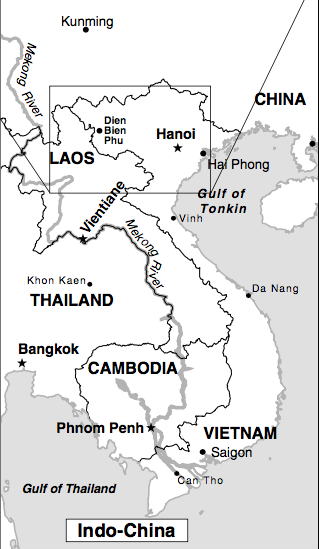 Kunming
Mekong River
CHINA
Dien
Bien
Phu
Hanoi
LAOS
Hai Phong
Gulf of
Tonkin
Vientiane
Vinh
Mekong River
Khon Kaen
Da Nang
THAILAND
Bangkok
CAMBODIA
Phnom Penh
VIETNAM
Saigon
Can Tho
Gulf of Thailand
Indo-China